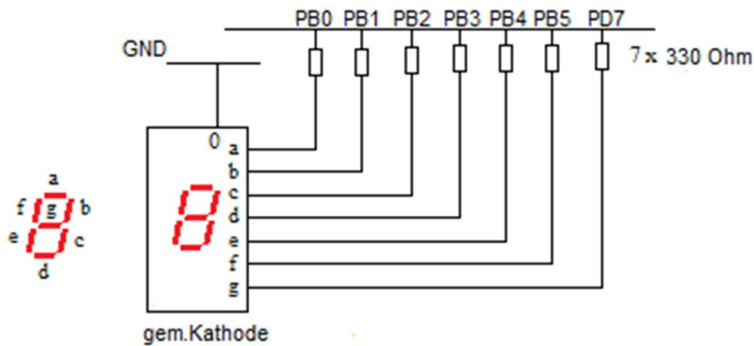 PB0 PB1 PB2 PB3 PB4 PB5 PD7
GND
7 x 330 Ohm
0
a
b
c
d
e
f
g
a
f g b
e c
d
gem.Kathode